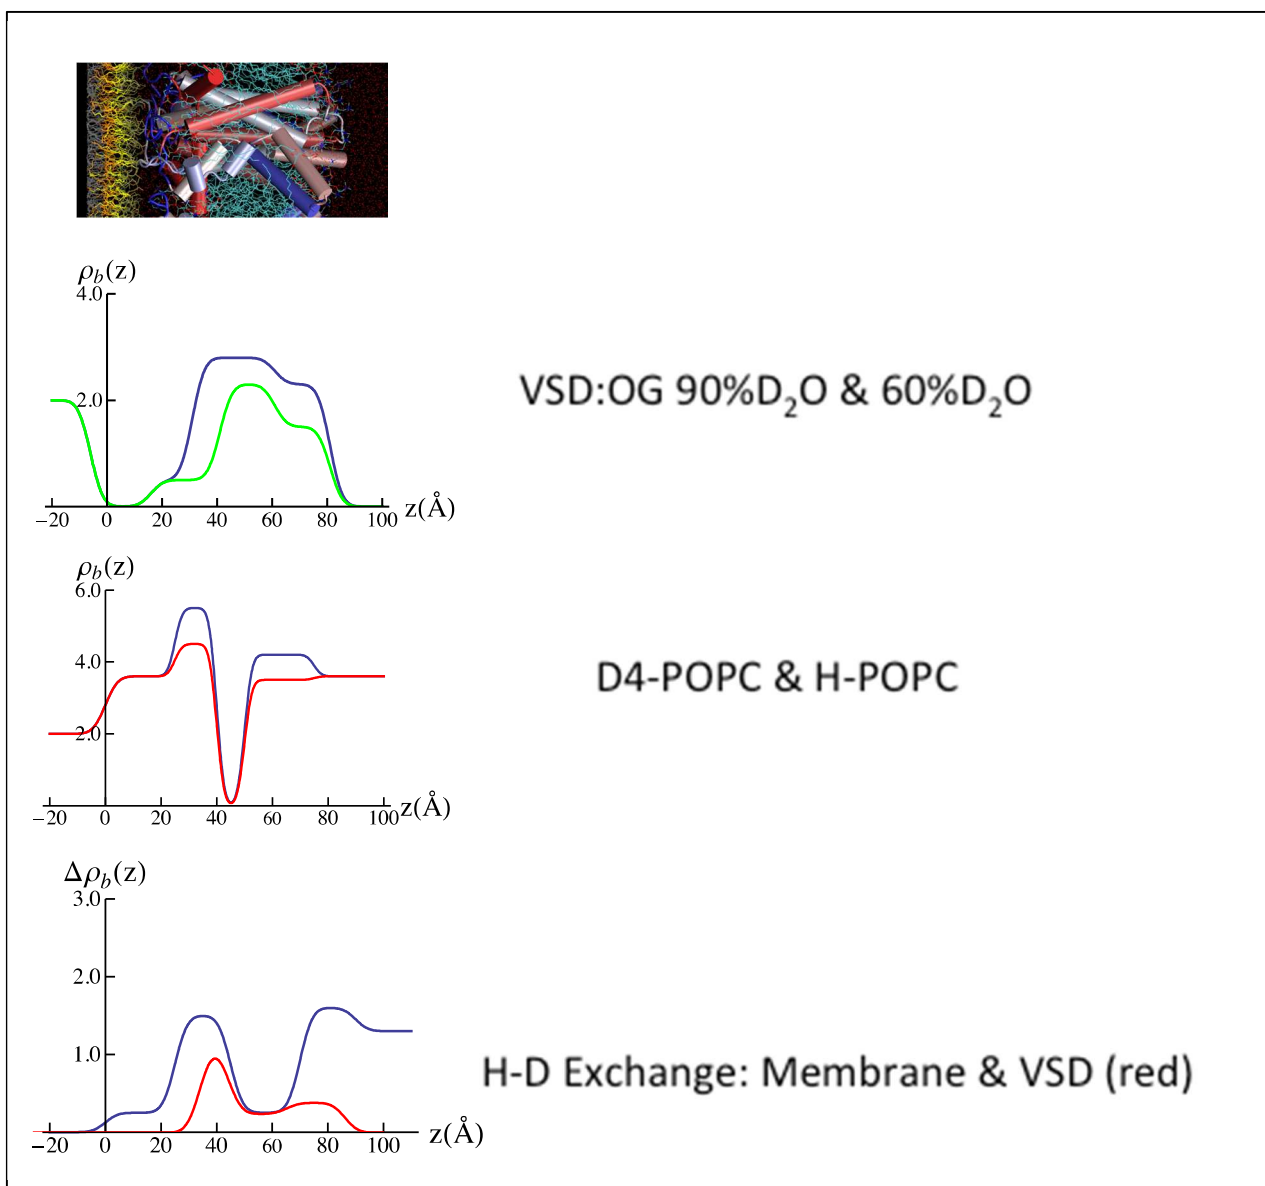 ρb(z)
4.0
2.0
−20 0 20 40 60 80 100 z(Å)
VSD:OG 90%D2O & 60%D2O
ρb(z)
6.0
4.0
2.0
−20 0 20 40 60 80 100 z(Å)
D4-POPC & H-POPC
Δρb(z)
3.0
2.0
1.0
−20 0 20 40 60 80 100 z(Å)
H-D Exchange: Membrane & VSD (red)